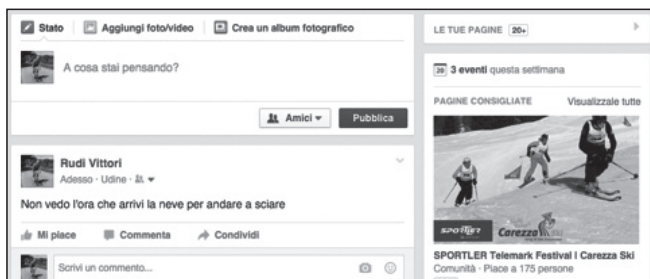 Stato Aggiungi foto/video Crea un album fotografico
A cosa stai pensando?
Amici Pubblica
Rudi Vittori
Adesso · Udine ·
Non vedo l'ora che arrivi la neve per andare a sciare
Mi piace Commenta Condividi
Scrivi un commento...
LE TUE PAGINE 20+
20 3 eventi questa settimana
PAGINE CONSIGLIATE Visualizzale tutte
SPORTLER Carezza
SPORTLER Telemark Festival I Carezza Ski
Comunità · Piace a 175 persone